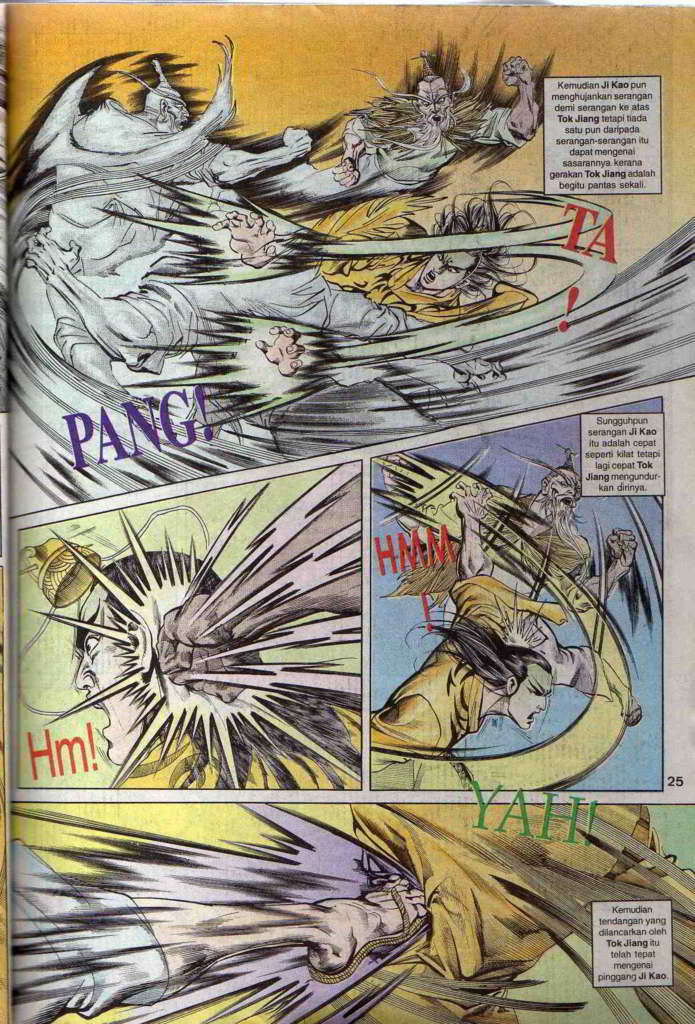 Kemudian Ji Kao pun
menghujankan serangan
demi serangan ke atas
Tok Jiang tetapi tiada
satu pun daripada
serangan-serangan itu
dapat mengenai
sasarannya kerana
gerakan Tok Jiang adalah
begitu pantas sekali.
TA
!
PANG!
Sungguhpun
serangan Ji Kao
itu adalah cepat
seperti kilat tetapi
lagi cepat Tok
Jiang mengundur-
kan dirinya.
Hm!
HMM
!
25
YAH!
Kemudian
tendangan yang
dilancarkan oleh
Tok Jiang itu
telah tepat
mengenai
pinggang Ji Kao.